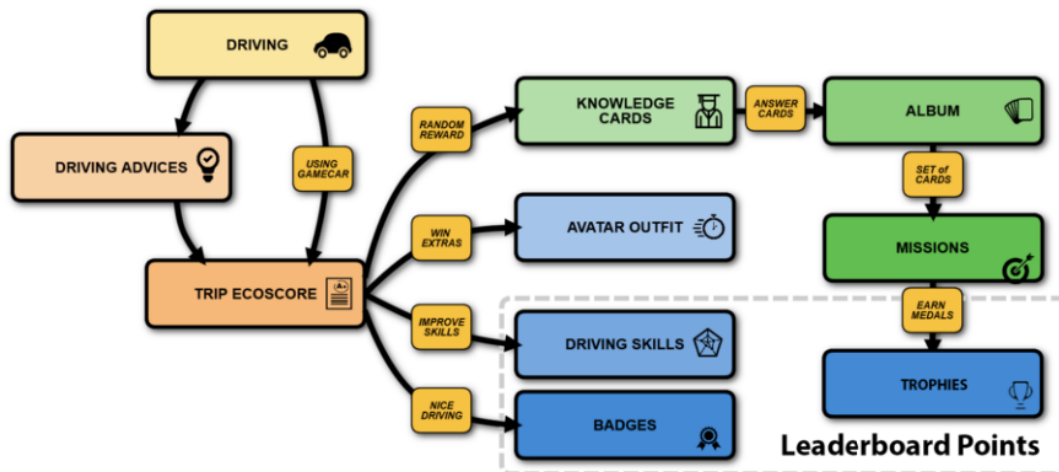 DRIVING
DRIVING ADVICES
USING
GAMECAR
TRIP ECOSCORE
A+
RANDOM
REWARD
KNOWLEDGE
CARDS
ANSWER
CARDS
ALBUM
SET of
CARDS
WIN
EXTRAS
AVATAR OUTFIT
MISSIONS
IMPROVE
SKILLS
DRIVING SKILLS
EARN
MEDALS
NICE
DRIVING
BADGES
TROPHIES
Leaderboard Points